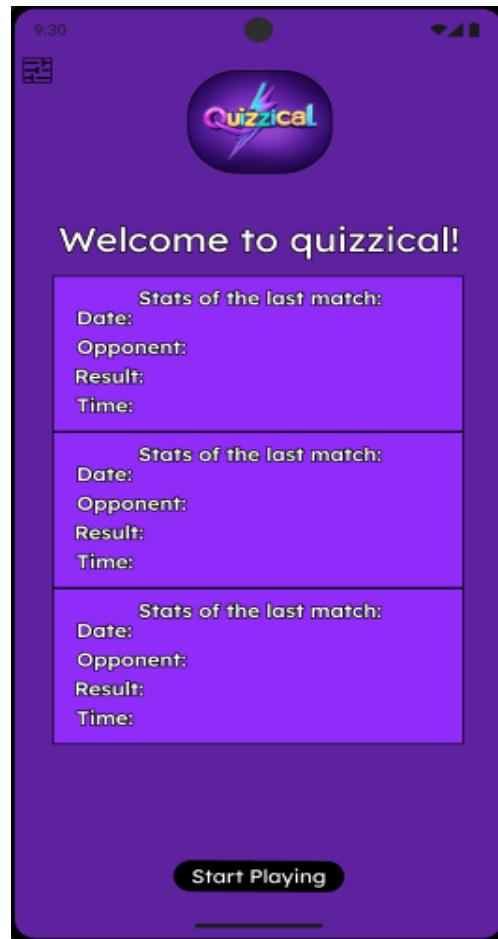 9:30
Quizzical
Welcome to quizzical!
Stats of the last match:
Date:
Opponent:
Result:
Time:
Stats of the last match:
Date:
Opponent:
Result:
Time:
Stats of the last match:
Date:
Opponent:
Result:
Time:
Start Playing